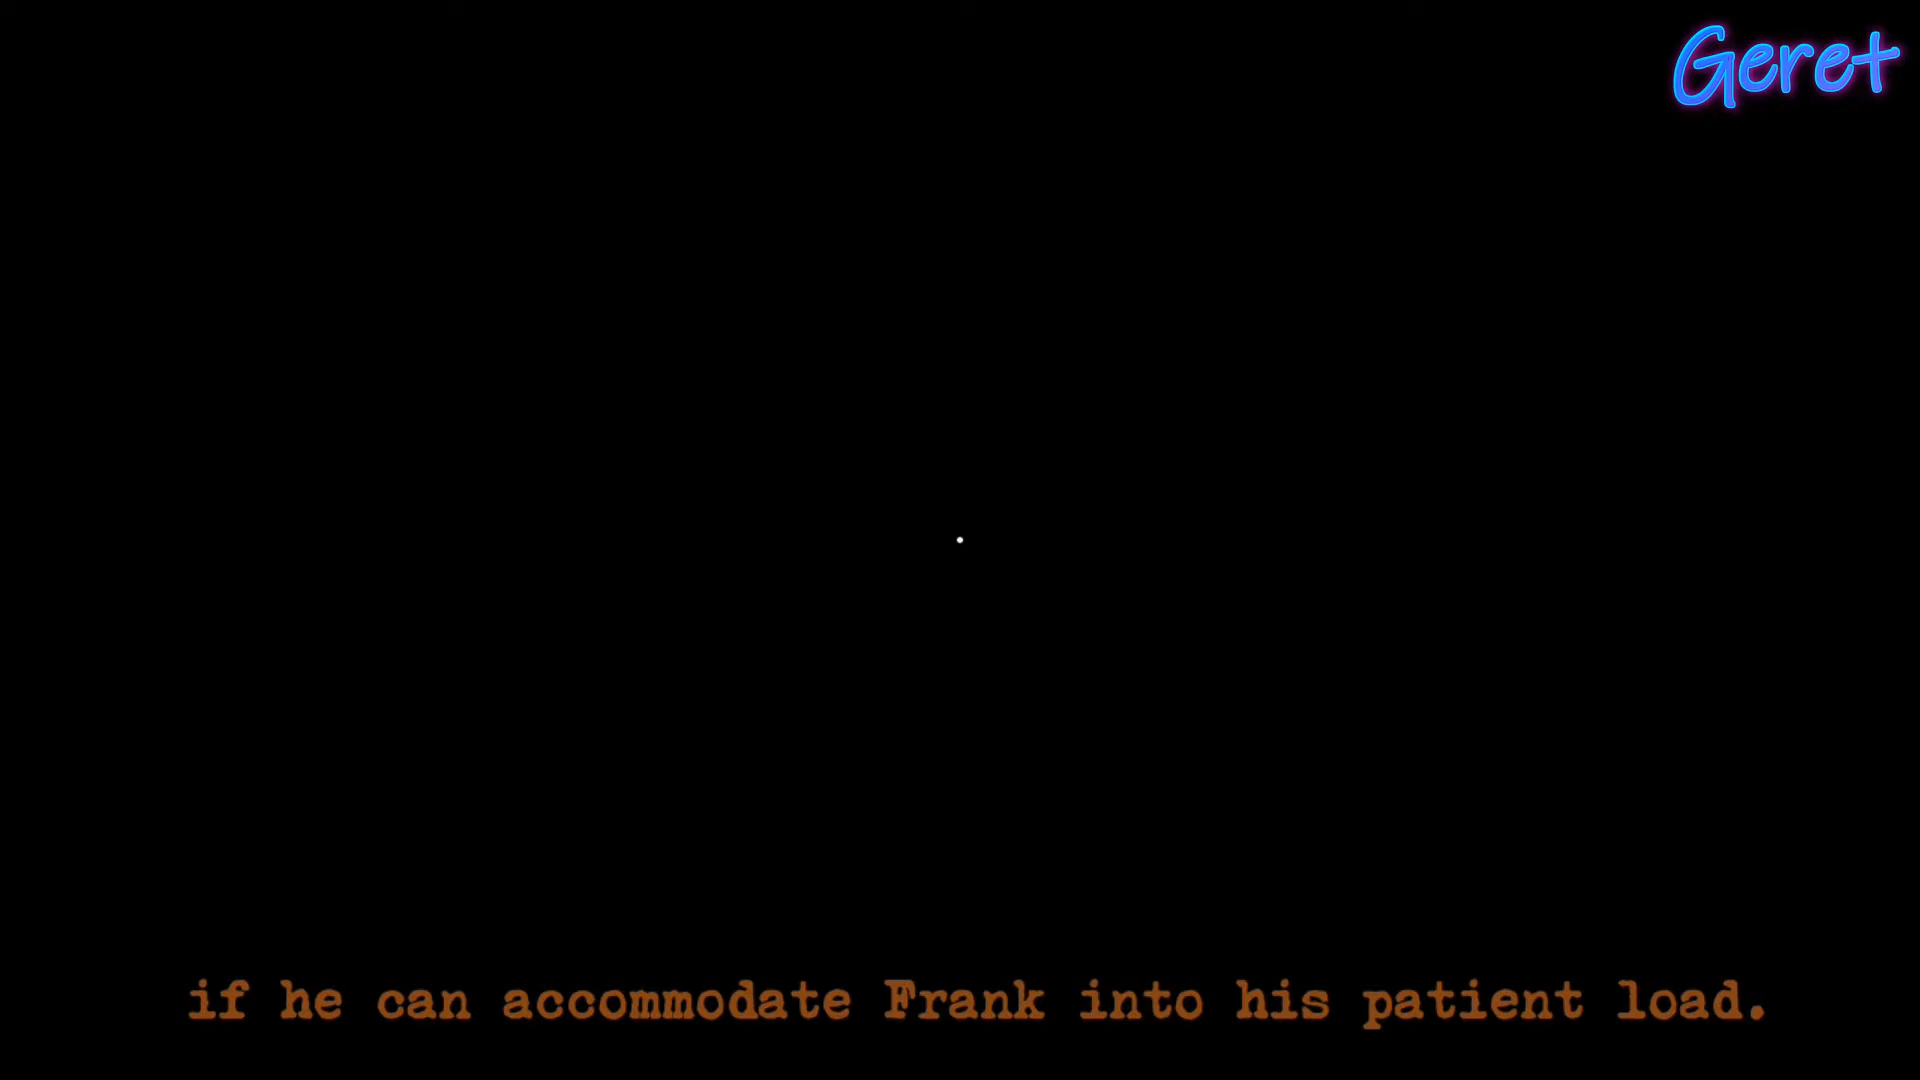 Geret
if he can accommodate Frank into his patient load.